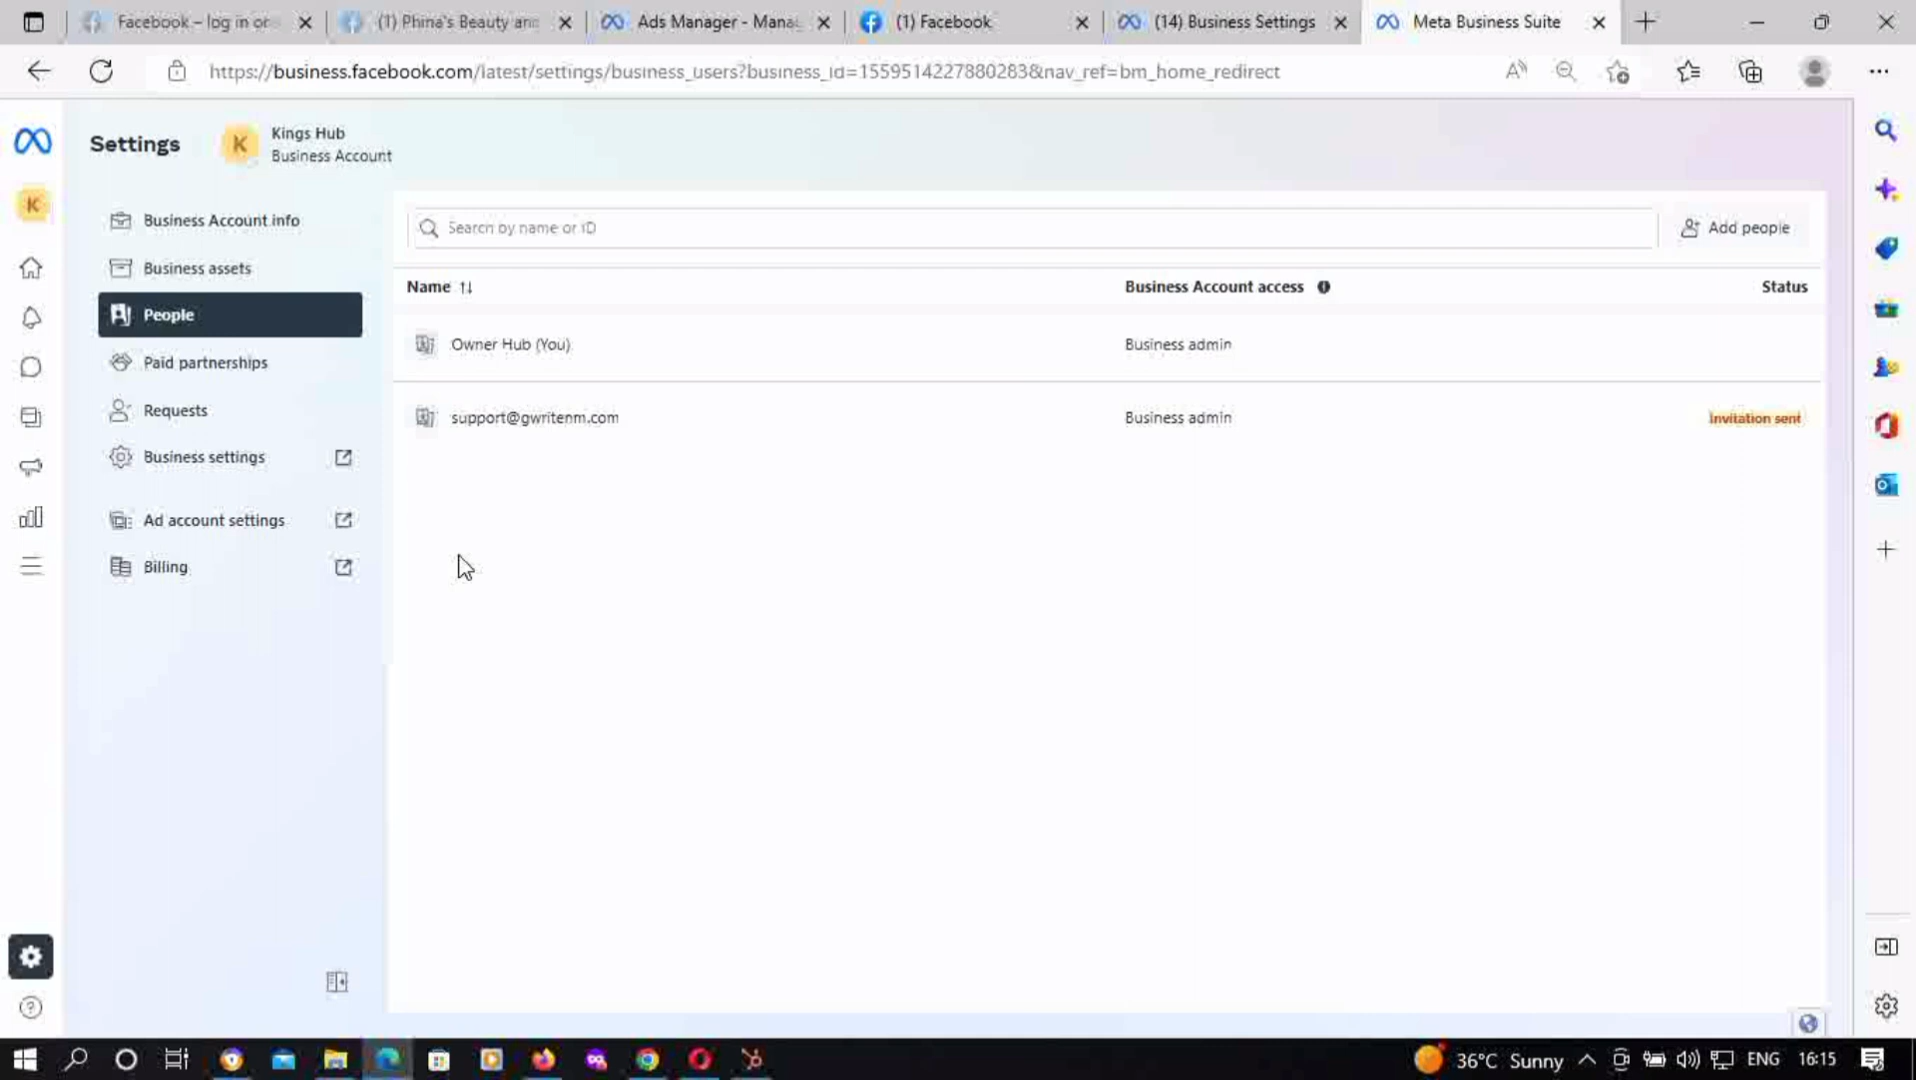 Facebook – log in or
(1) Phina's Beauty and
Ads Manager - Mana
(1) Facebook
(14) Business Settings
Meta Business Suite
https://business.facebook.com/latest/settings/business_users?business_id=1559514227880283&nav_ref=bm_home_redirect
Settings
K
Kings Hub
Business Account
K
Business Account info
Business assets
People
Paid partnerships
Requests
Business settings
Ad account settings
Billing
Search by name or ID
Add people
Name
Business Account access
Status
Owner Hub (You)
Business admin
support@gwritenm.com
Business admin
Invitation sent
36°C Sunny
ENG
16:15